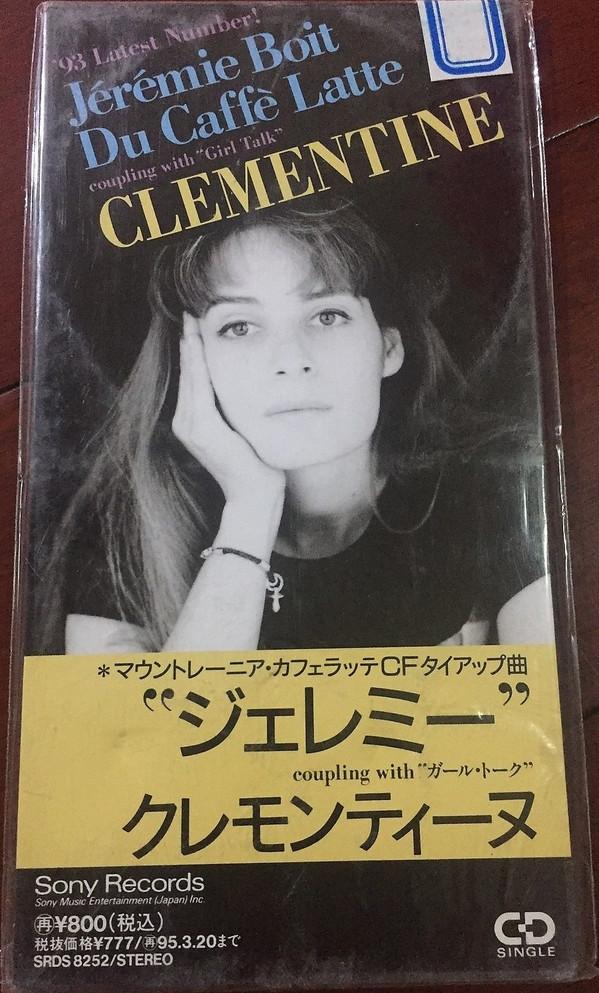 '93 Latest Number!
Jérémie Boit
Du Caffè Latte
coupling with "Girl Talk"
CLEMENTINE
＊マウントレーニア・カフェラッテCFタイアップ曲
“ジェレミー”
coupling with “ガール・トーク”
クレモンティーヌ
Sony Records
Sony Music Entertainment (Japan) Inc.
㊢¥800(税込)
税抜価格¥777/㊢95.3.20まで
SRDS 8252/STEREO
CD
SINGLE